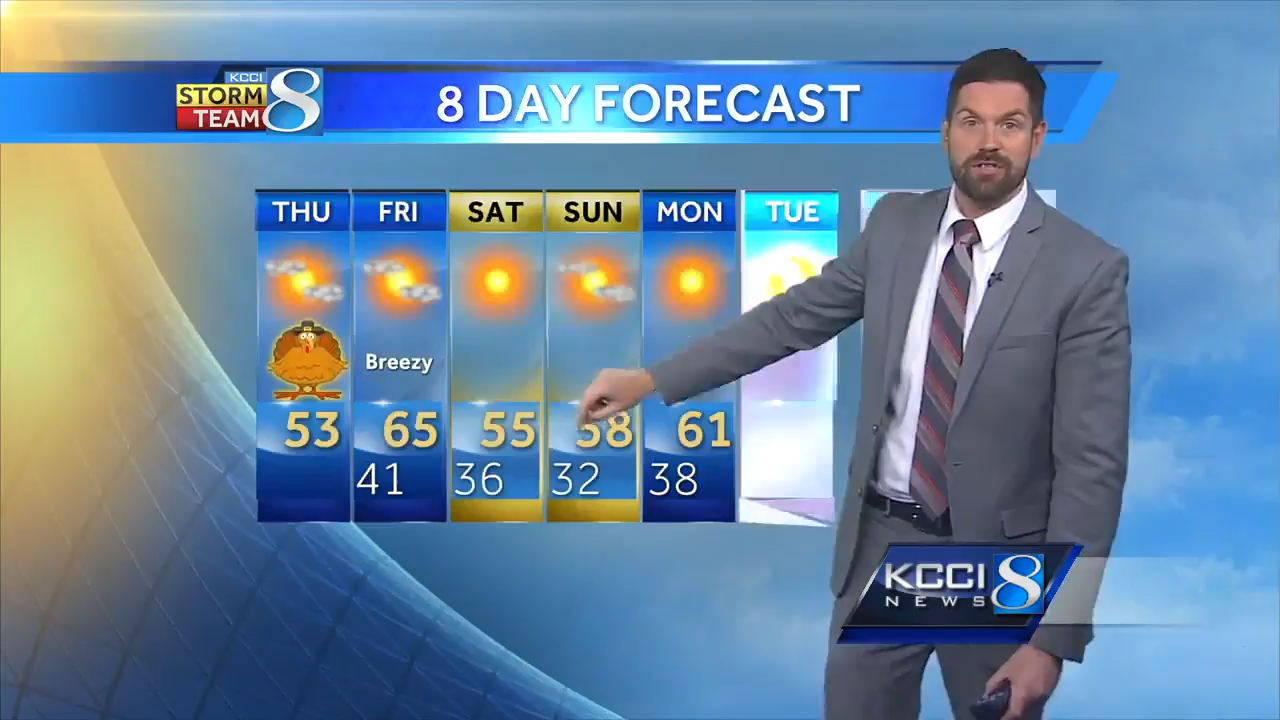 KCCI
STORM
TEAM 8
8 DAY FORECAST
THU FRI SAT SUN MON TUE
Breezy
53 65 55 58 61
41 36 32 38
KCCI 8
NEWS